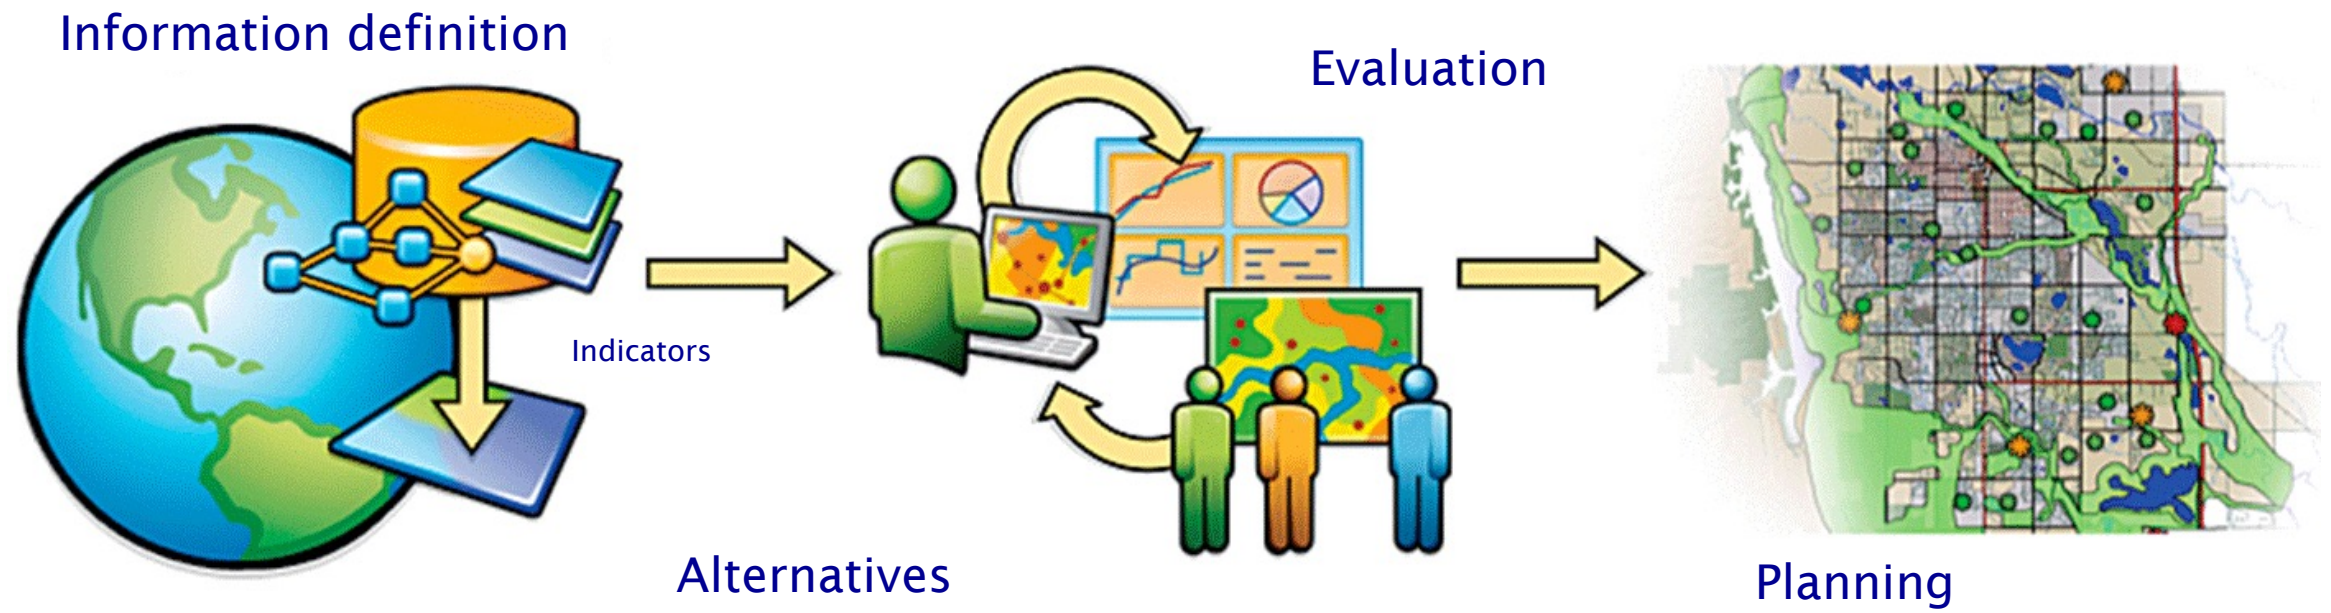 Information definition
Evaluation
Indicators
Alternatives
Planning